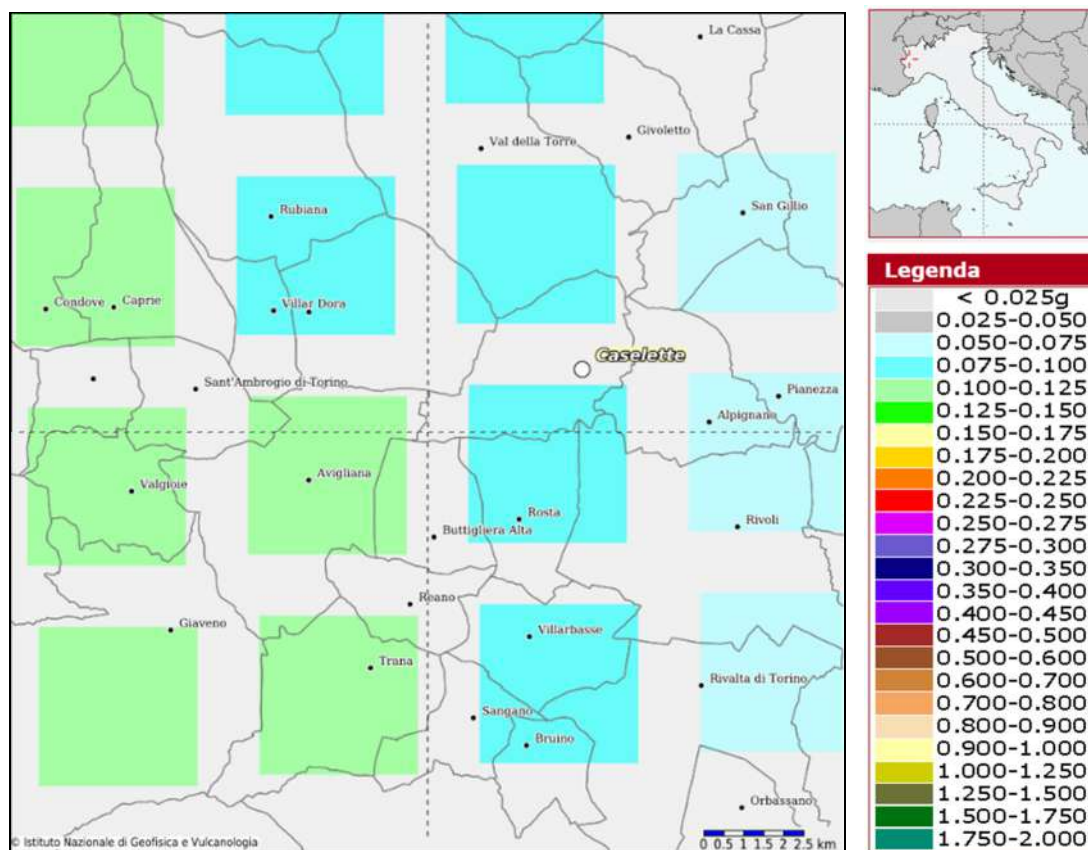 La Cassa
Givoletto
Val della Torre
Rubiana
San Gillio
Condove
Caprie
Villar Dora
Caselette
Sant'Ambrogio di Torino
Pianezza
Alpignano
Avigliana
Valgioie
Rosta
Rivoli
Buttigliera Alta
Reano
Giaveno
Villarbasse
Trana
Rivalta di Torino
Sangano
Bruino
Orbassano
© Istituto Nazionale di Geofisica e Vulcanologia
0 0.5 1 1.5 2 2.5 km
Legenda
< 0.025g
0.025-0.050
0.050-0.075
0.075-0.100
0.100-0.125
0.125-0.150
0.150-0.175
0.175-0.200
0.200-0.225
0.225-0.250
0.250-0.275
0.275-0.300
0.300-0.350
0.350-0.400
0.400-0.450
0.450-0.500
0.500-0.600
0.600-0.700
0.700-0.800
0.800-0.900
0.900-1.000
1.000-1.250
1.250-1.500
1.500-1.750
1.750-2.000